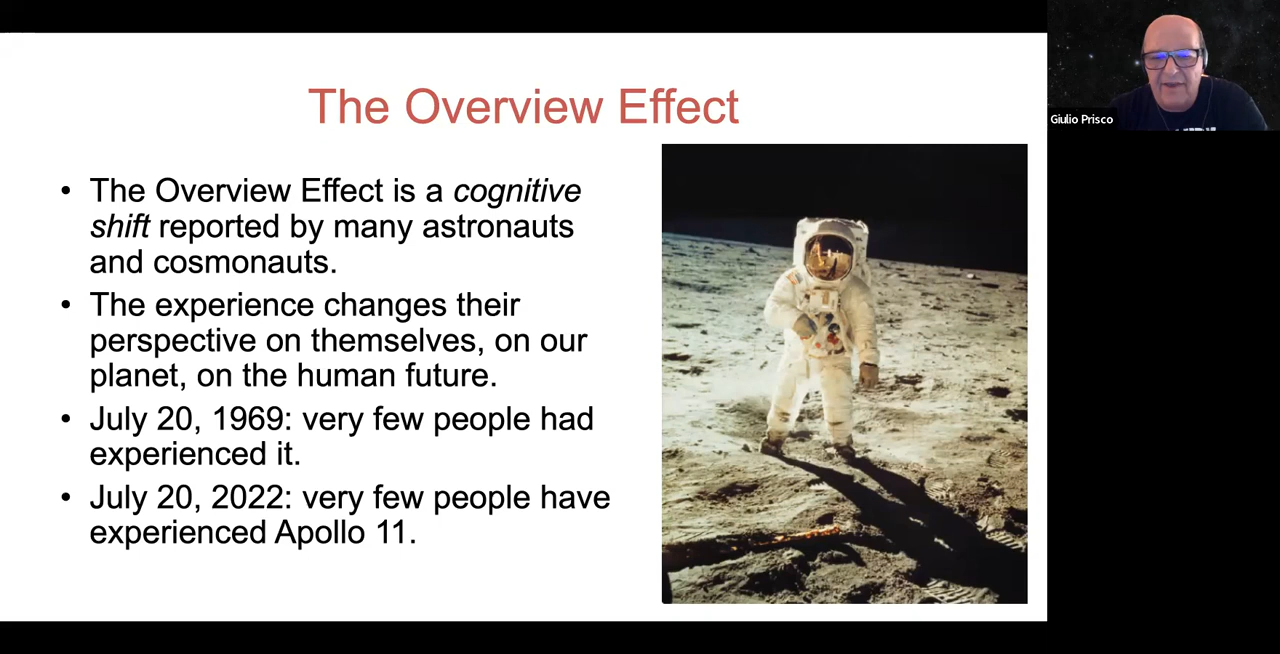 The Overview Effect
• The Overview Effect is a cognitive
shift reported by many astronauts
and cosmonauts.
• The experience changes their
perspective on themselves, on our
planet, on the human future.
• July 20, 1969: very few people had
experienced it.
• July 20, 2022: very few people have
experienced Apollo 11.
Giulio Prisco